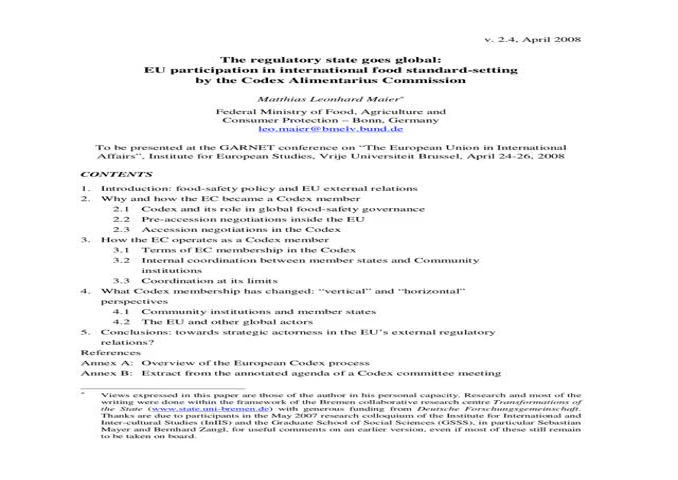 v. 2.4, April 2008
The regulatory state goes global:
EU participation in international food standard-setting
by the Codex Alimentarius Commission
Matthias Leonhard Maier*
Federal Ministry of Food, Agriculture and
Consumer Protection – Bonn, Germany
leo.maier@bmelv.bund.de
To be presented at the GARNET conference on “The European Union in International
Affairs”, Institute for European Studies, Vrije Universiteit Brussel, April 24-26, 2008
CONTENTS
1. Introduction: food-safety policy and EU external relations
2. Why and how the EC became a Codex member
2.1 Codex and its role in global food-safety governance
2.2 Pre-accession negotiations inside the EU
2.3 Accession negotiations in the Codex
3. How the EC operates as a Codex member
3.1 Terms of EC membership in the Codex
3.2 Internal coordination between member states and Community
institutions
3.3 Coordination at its limits
4. What Codex membership has changed: “vertical” and “horizontal”
perspectives
4.1 Community institutions and member states
4.2 The EU and other global actors
5. Conclusions: towards strategic actorness in the EU’s external regulatory
relations?
References
Annex A: Overview of the European Codex process
Annex B: Extract from the annotated agenda of a Codex committee meeting
* Views expressed in this paper are those of the author in his personal capacity. Research and most of the
writing were done within the framework of the Bremen collaborative research centre Transformations of
the State (www.state.uni-bremen.de) with generous funding from Deutsche Forschungsgemeinschaft.
Thanks are due to participants in the May 2007 research colloquium of the Institute for International and
Inter-cultural Studies (InIIS) and the Graduate School of Social Sciences (GSSS), in particular Sebastian
Mayer and Bernhard Zangl, for useful comments on an earlier version, even if most of these still remain
to be taken on board.